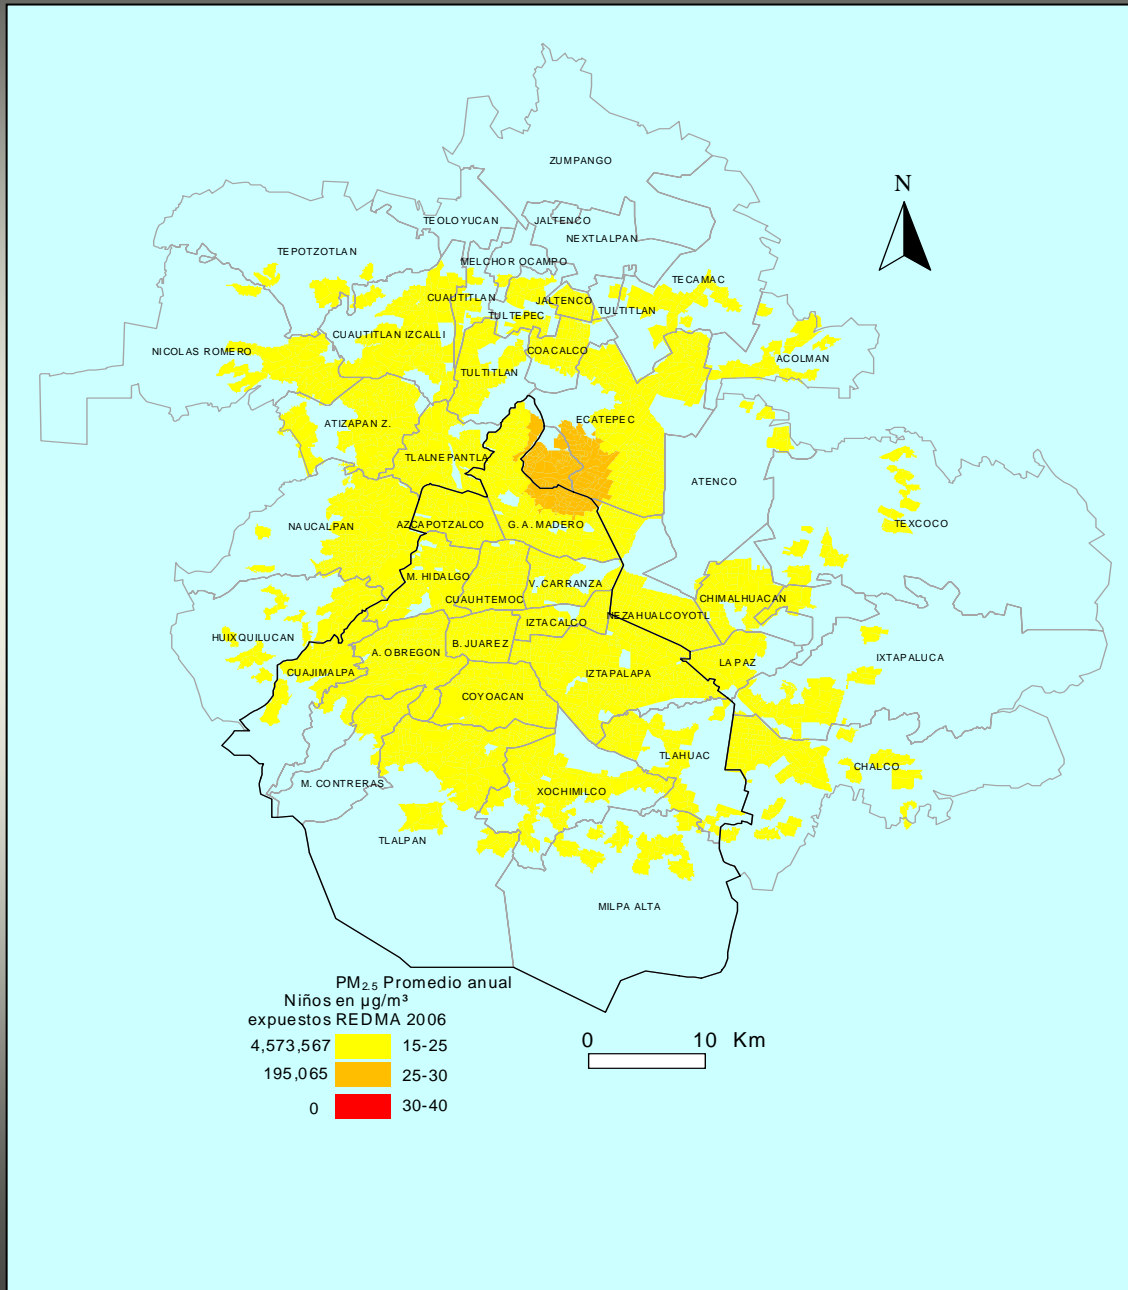 N
ZUMPANGO
TEOLOYUCAN
JALTENCO
NEXTLALPAN
TEPOTZOTLAN
MELCHOR OCAMPO
TECAMAC
CUAUTITLAN
JALTENCO
TULTEPEC
TULTITLAN
CUAUTITLAN IZCALLI
NICOLAS ROMERO
COACALCO
ACOLMAN
TULTITLAN
ATIZAPAN Z.
ECATEPEC
TLALNEPANTLA
ATENCO
NAUCALPAN
AZCAPOTZALCO
G. A. MADERO
TEXCOCO
M. HIDALGO
V. CARRANZA
CUAUHTEMOC
CHIMALHUACAN
IZTACALCO
NEZAHUALCOYOTL
HUIXQUILUCAN
B. JUAREZ
A. OBREGON
IXTAPALUCA
CUAJIMALPA
IZTAPALAPA
LA PAZ
COYOACAN
TLAHUAC
CHALCO
M. CONTRERAS
XOCHIMILCO
TLALPAN
MILPA ALTA
PM2.5 Promedio anual
Niños en µg/m³
expuestos REDMA 2006
4,573,567 15-25
195,065 25-30
0 30-40
0 10 Km